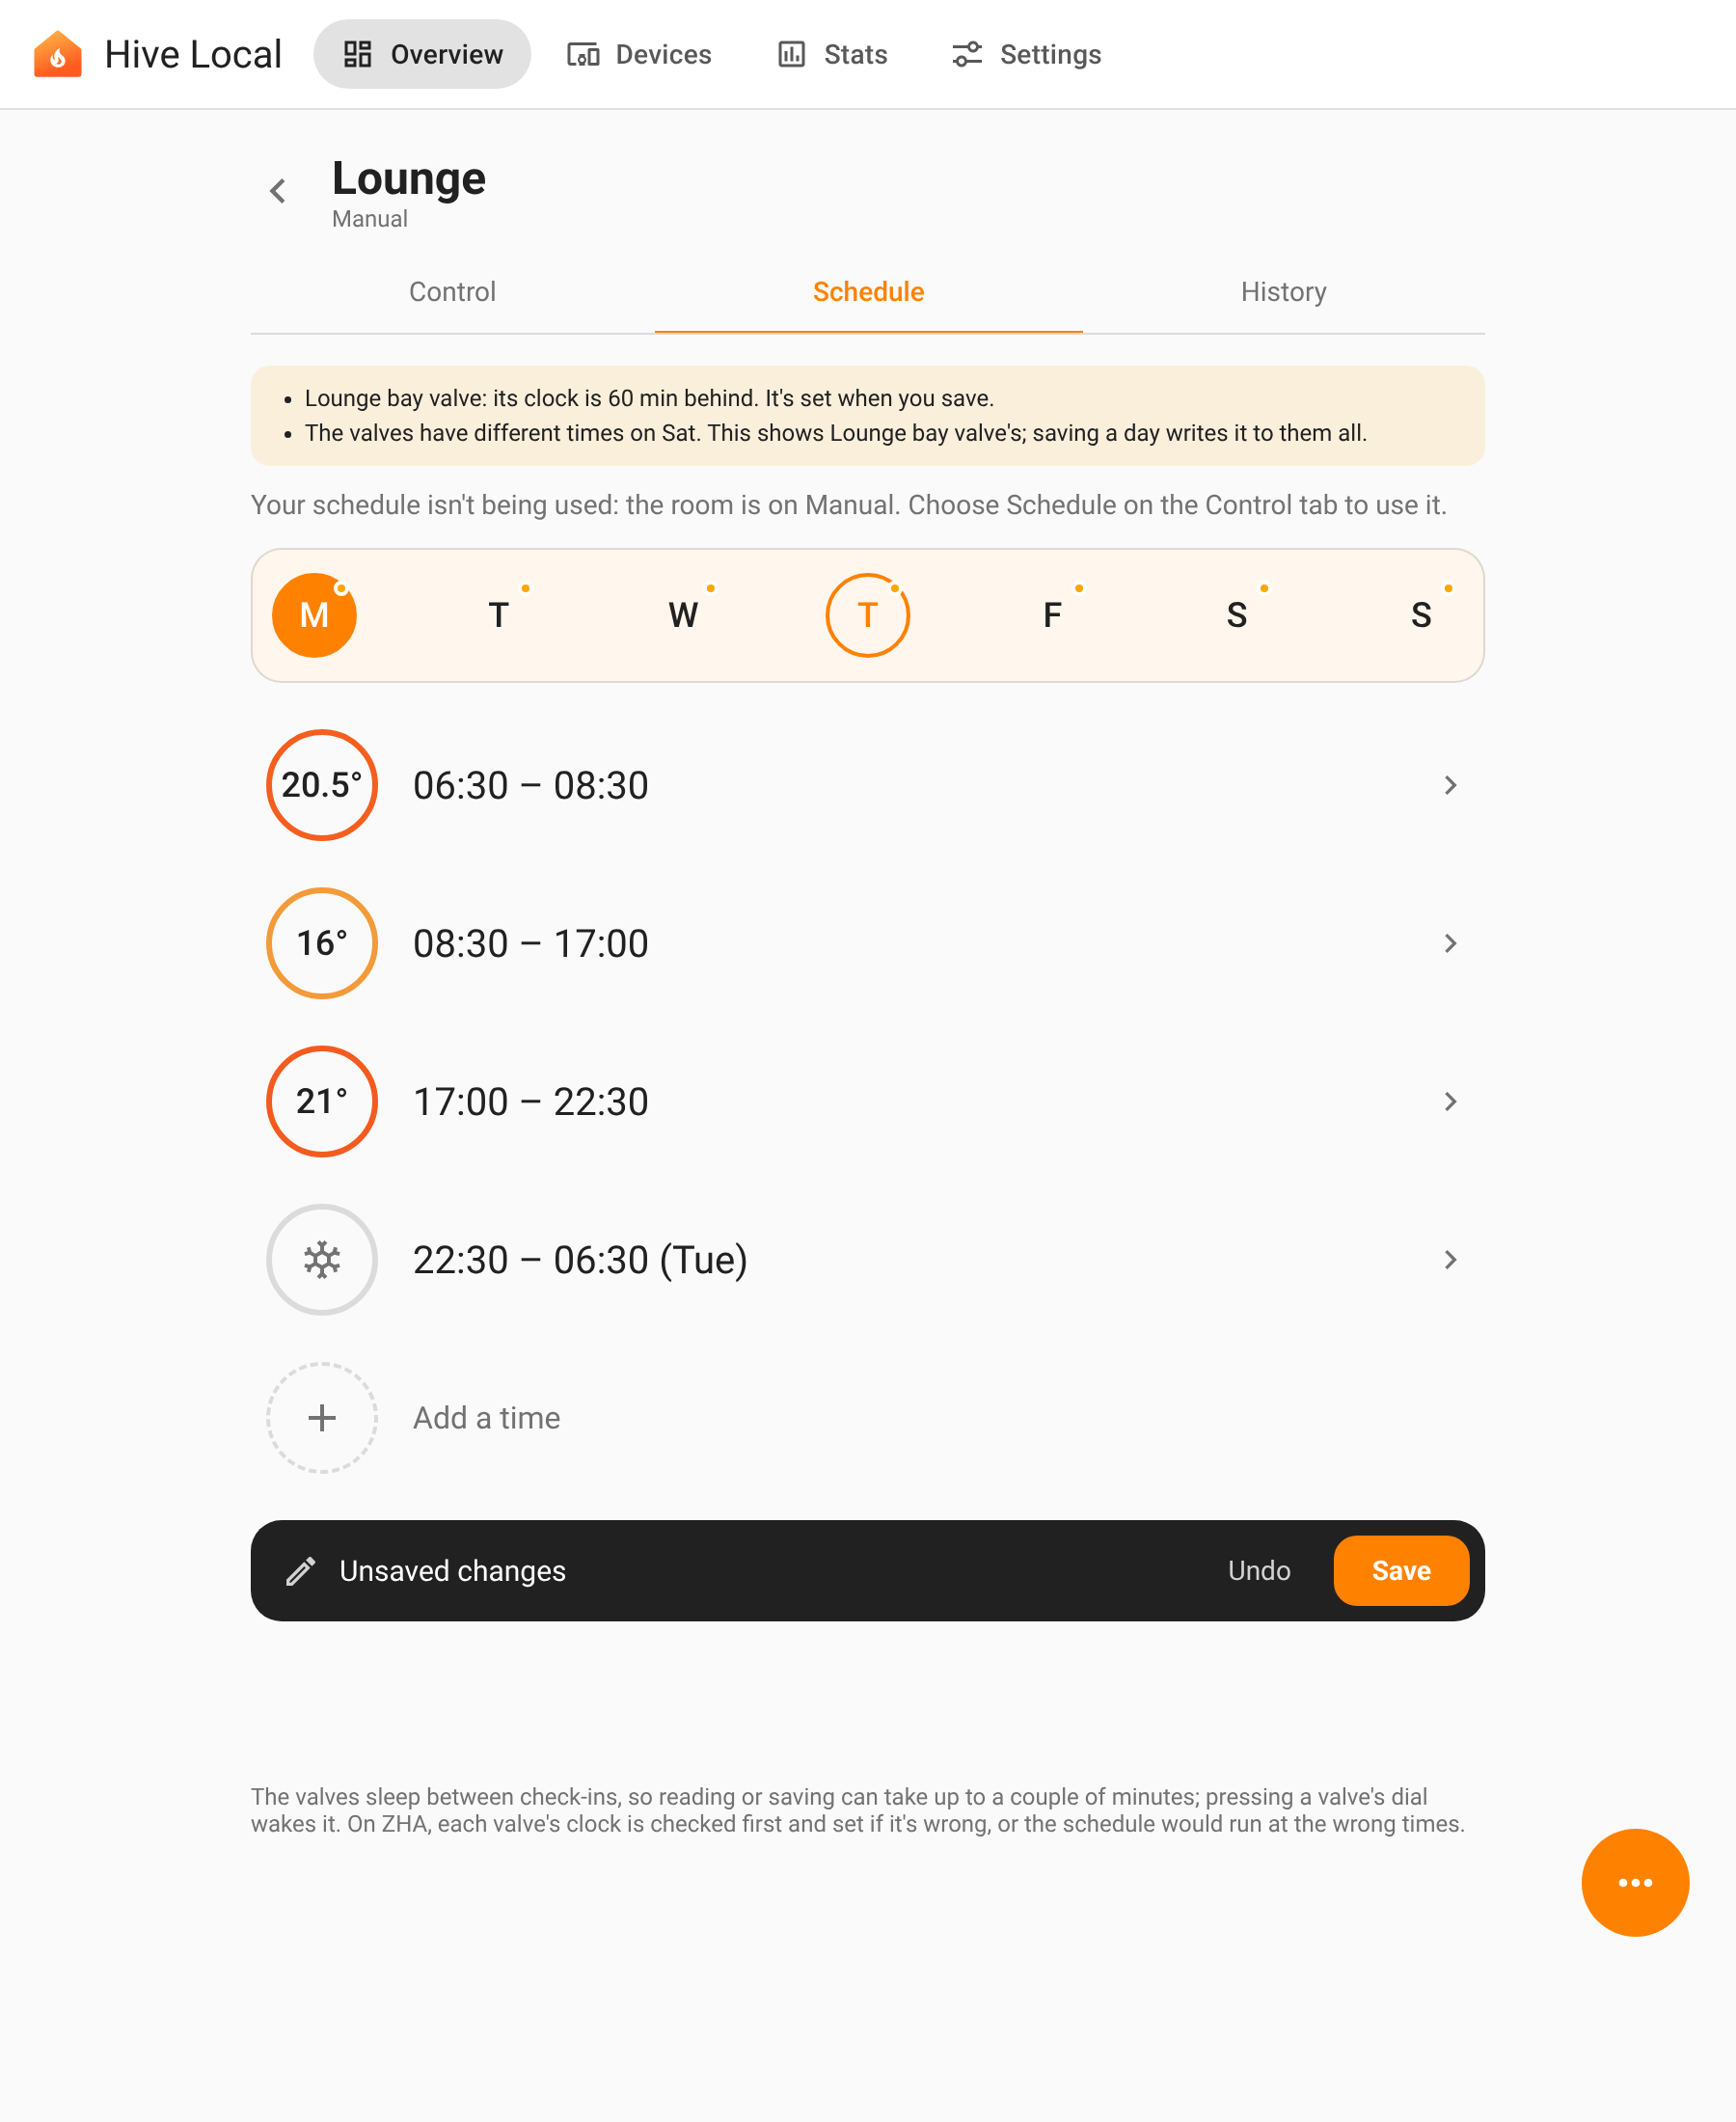 Hive Local
Overview
Devices
Stats
Settings
Lounge
Manual
Control
Schedule
History
• Lounge bay valve: its clock is 60 min behind. It's set when you save.
• The valves have different times on Sat. This shows Lounge bay valve's; saving a day writes it to them all.
Your schedule isn't being used: the room is on Manual. Choose Schedule on the Control tab to use it.
M T W T F S S
20.5° 06:30 – 08:30
16° 08:30 – 17:00
21° 17:00 – 22:30
22:30 – 06:30 (Tue)
Add a time
Unsaved changes
Undo
Save
The valves sleep between check-ins, so reading or saving can take up to a couple of minutes; pressing a valve's dial
wakes it. On ZHA, each valve's clock is checked first and set if it's wrong, or the schedule would run at the wrong times.